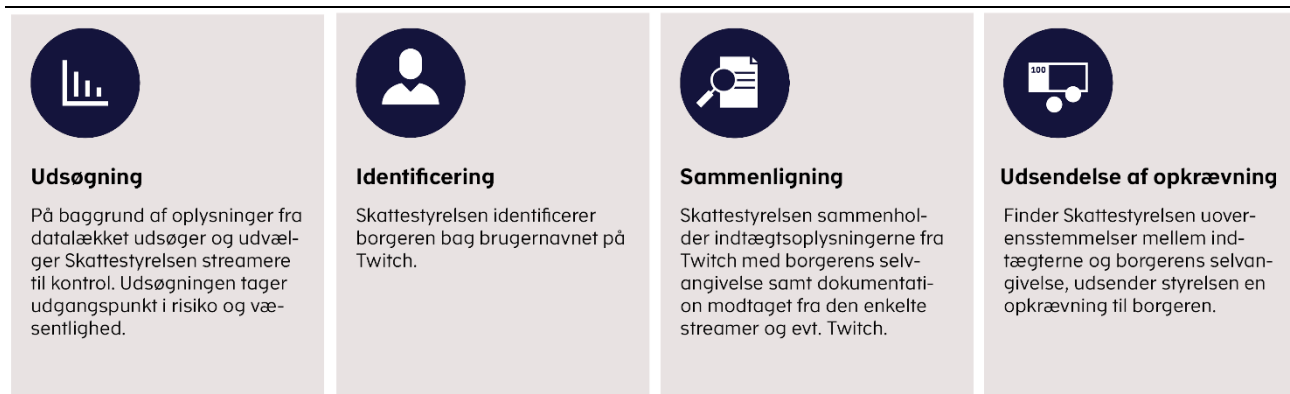 Udsøgning
På baggrund af oplysninger fra
datalækket udsøger og udvæl-
ger Skattestyrelsen streamere
til kontrol. Udsøgningen tager
udgangspunkt i risiko og væ-
sentlighed.
Identificering
Skattestyrelsen identificerer
borgeren bag brugernavnet på
Twitch.
Sammenligning
Skattestyrelsen sammenhol-
der indtægtsoplysningerne fra
Twitch med borgerens selv-
angivelse samt dokumentati-
on modtaget fra den enkelte
streamer og evt. Twitch.
100
Udsendelse af opkrævning
Finder Skattestyrelsen uover-
ensstemmelser mellem ind-
tægterne og borgerens selvan-
givelse, udsender styrelsen en
opkrævning til borgeren.